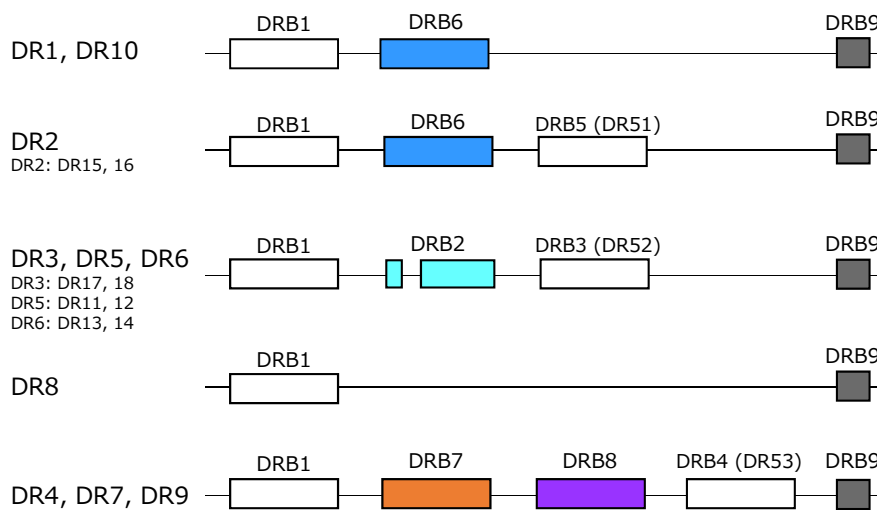 DRB1 DRB6 DRB9
DR1, DR10
DRB1 DRB6 DRB5 (DR51) DRB9
DR2
DR2: DR15, 16
DRB1 DRB2 DRB3 (DR52) DRB9
DR3, DR5, DR6
DR3: DR17, 18
DR5: DR11, 12
DR6: DR13, 14
DRB1 DRB9
DR8
DRB1 DRB7 DRB8 DRB4 (DR53) DRB9
DR4, DR7, DR9